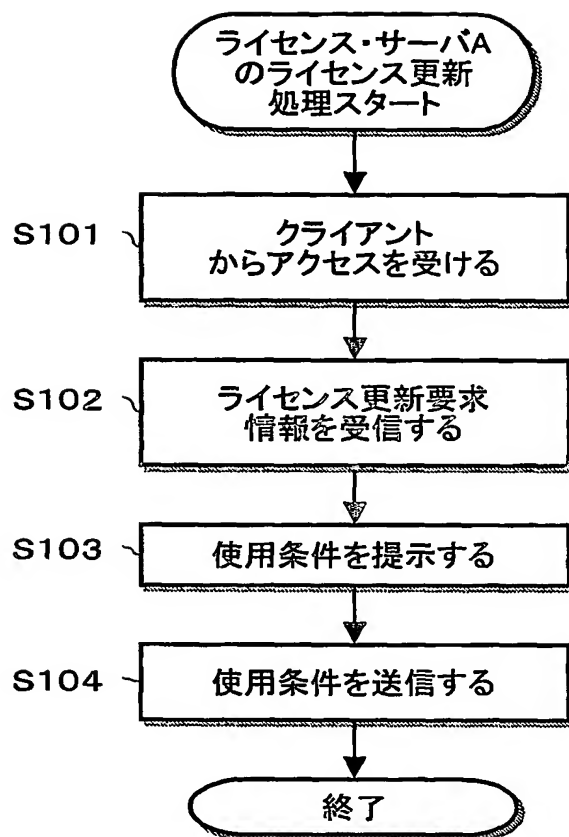 ライセンス・サーバA
のライセンス更新
処理スタート
S101
クライアント
からアクセスを受ける
S102
ライセンス更新要求
情報を受信する
S103
使用条件を提示する
S104
使用条件を送信する
終了